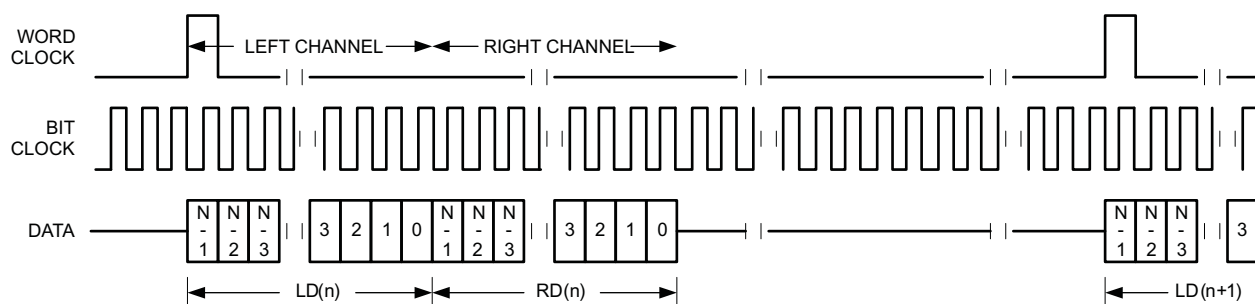 WORD
CLOCK
LEFT CHANNEL
RIGHT CHANNEL
BIT
CLOCK
DATA
N
-
1
N
-
2
N
-
3
3
2
1
0
N
-
1
N
-
2
N
-
3
3
2
1
0
N
-
1
N
-
2
N
-
3
3
LD(n)
RD(n)
LD(n+1)